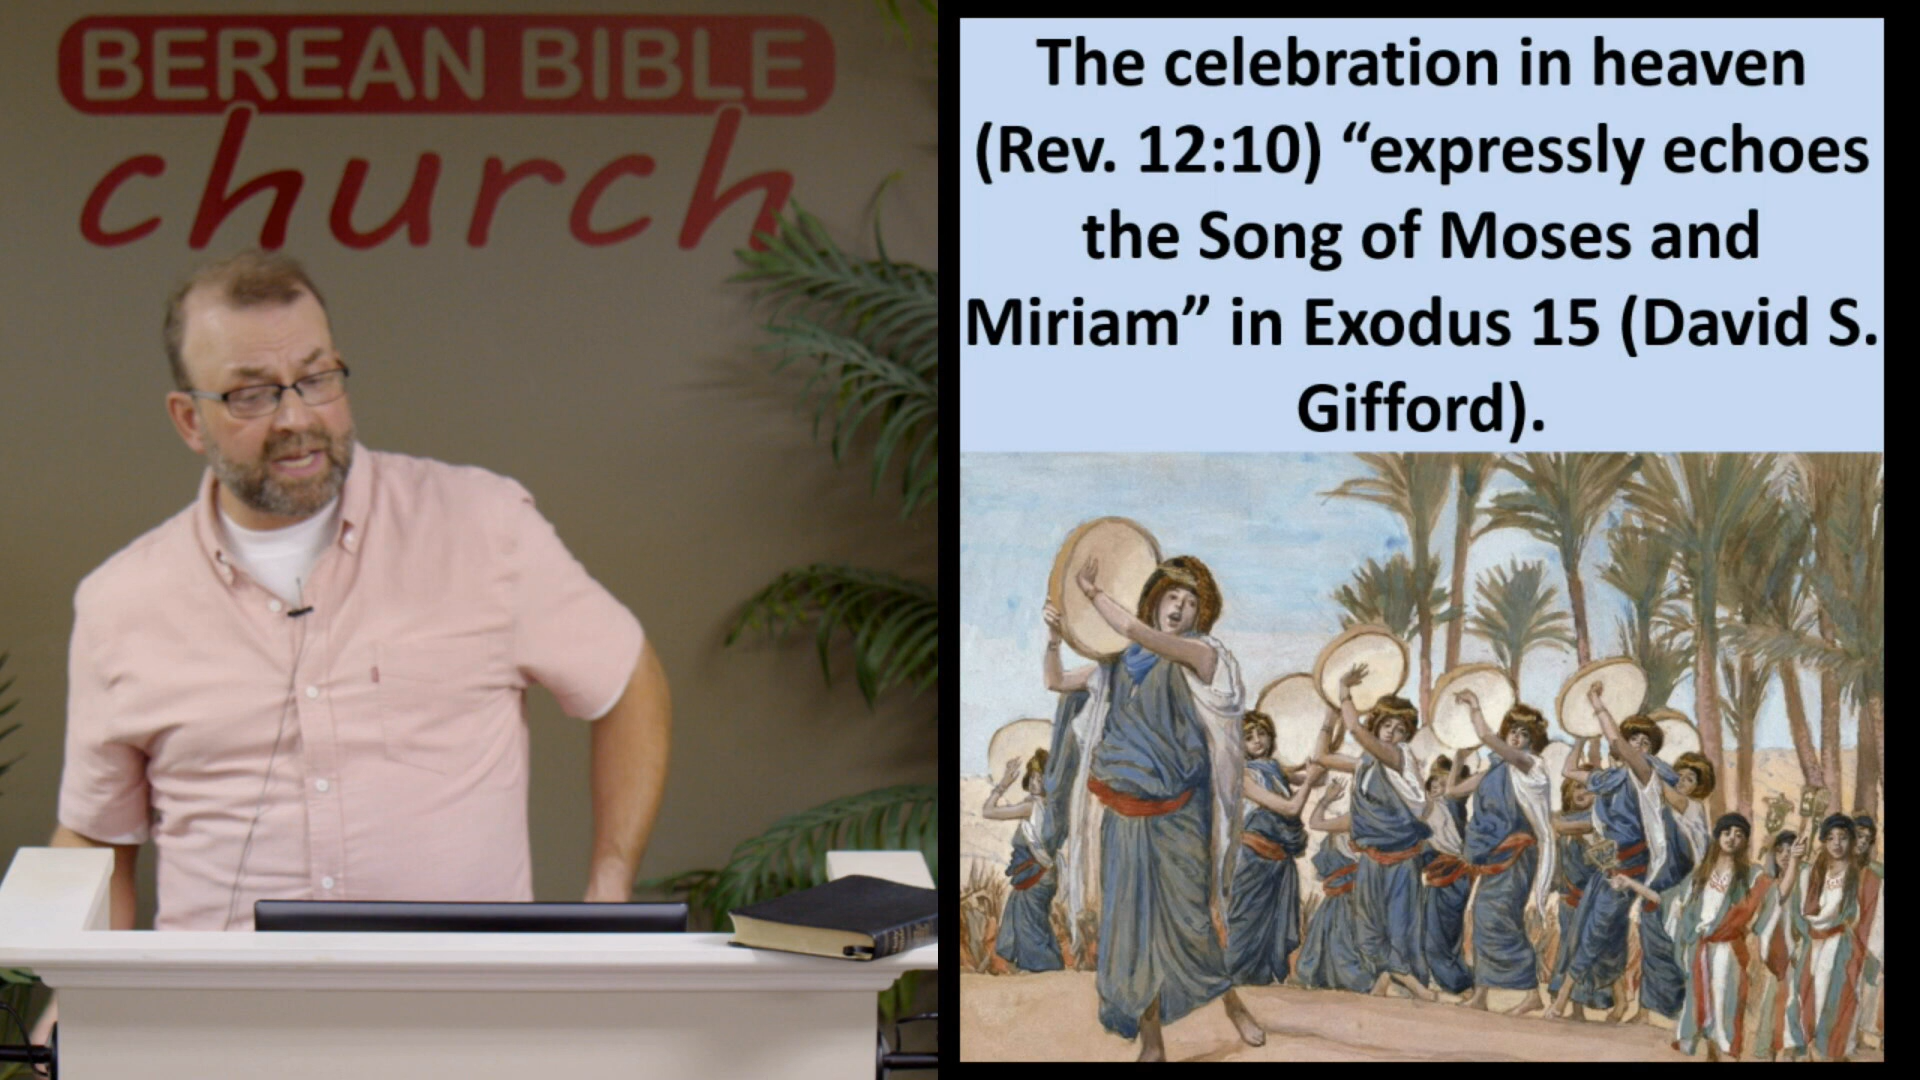 BEREAN BIBLE
church
The celebration in heaven
(Rev. 12:10) “expressly echoes
the Song of Moses and
Miriam” in Exodus 15 (David S.
Gifford).